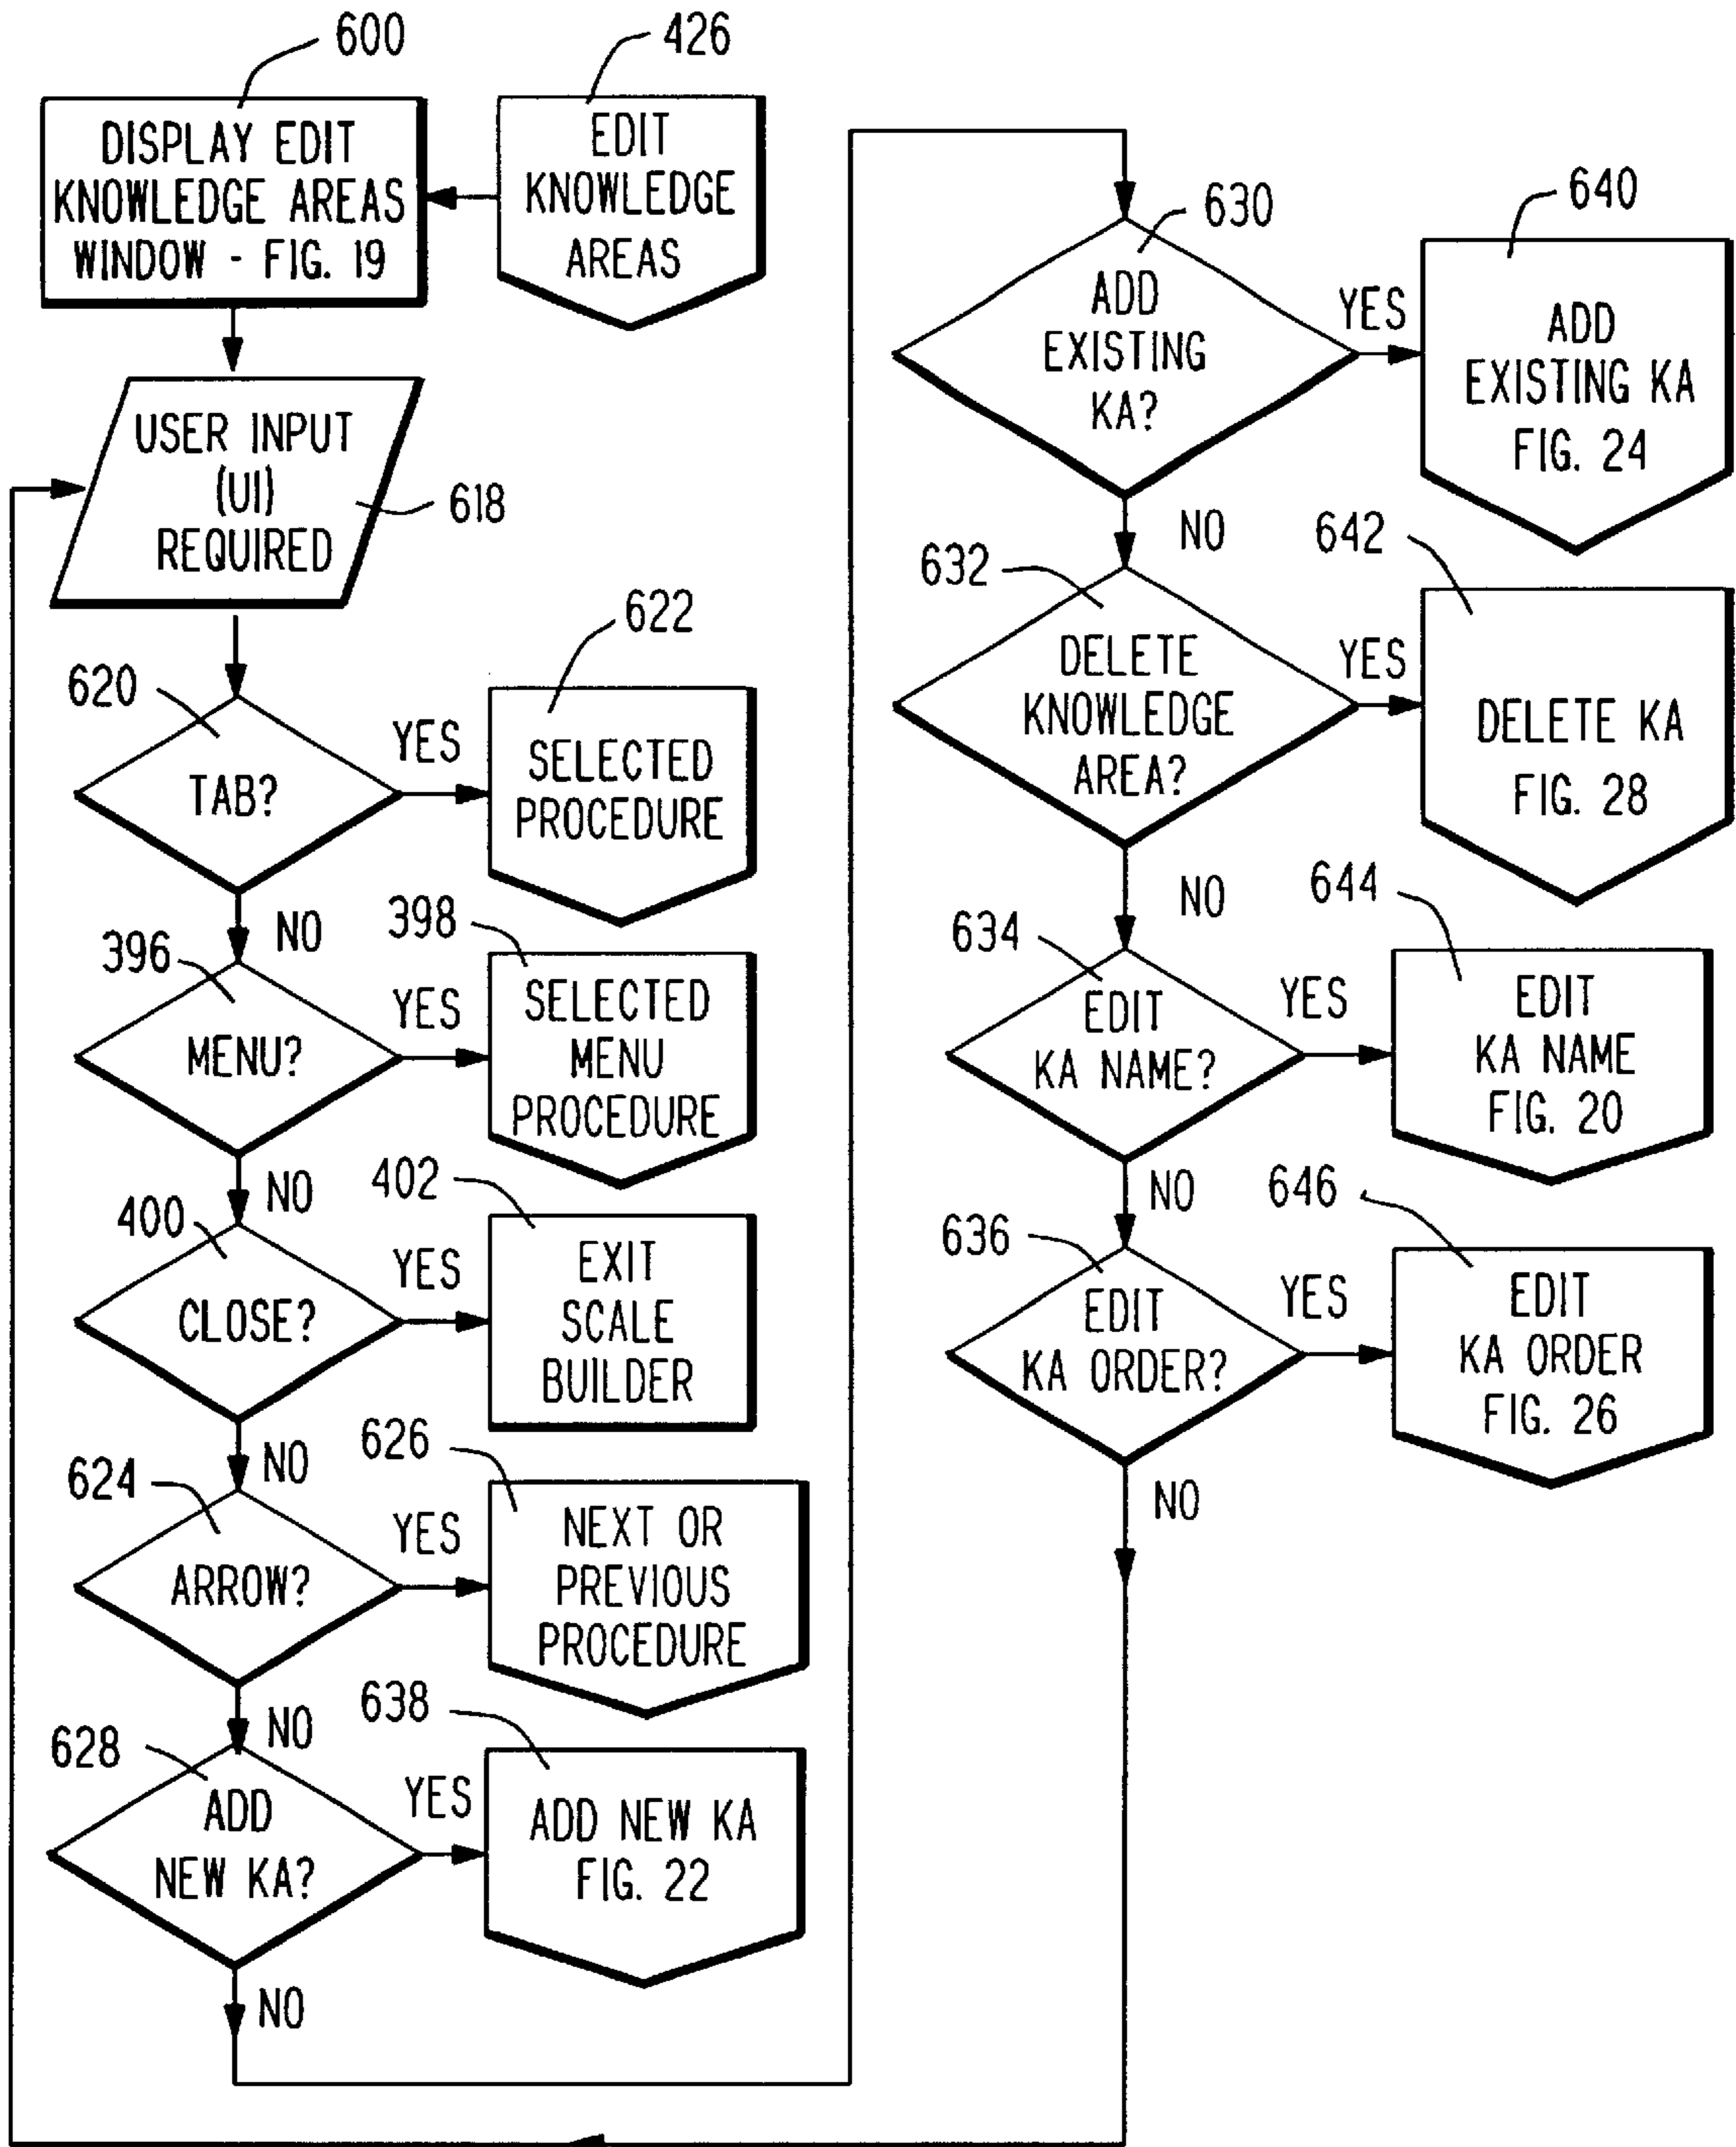 600
426
DISPLAY EDIT
KNOWLEDGE AREAS
WINDOW - FIG. 19
EDIT
KNOWLEDGE
AREAS
USER INPUT
(UI)
REQUIRED
618
620
TAB?
YES
622
SELECTED
PROCEDURE
NO
396
MENU?
YES
398
SELECTED
MENU
PROCEDURE
NO
400
CLOSE?
YES
402
EXIT
SCALE
BUILDER
NO
624
ARROW?
YES
626
NEXT OR
PREVIOUS
PROCEDURE
NO
628
ADD
NEW KA?
YES
638
ADD NEW KA
FIG. 22
NO
630
ADD
EXISTING
KA?
YES
640
ADD
EXISTING KA
FIG. 24
NO
632
DELETE
KNOWLEDGE
AREA?
YES
642
DELETE KA
FIG. 28
NO
634
EDIT
KA NAME?
YES
644
EDIT
KA NAME
FIG. 20
NO
636
EDIT
KA ORDER?
YES
646
EDIT
KA ORDER
FIG. 26
NO